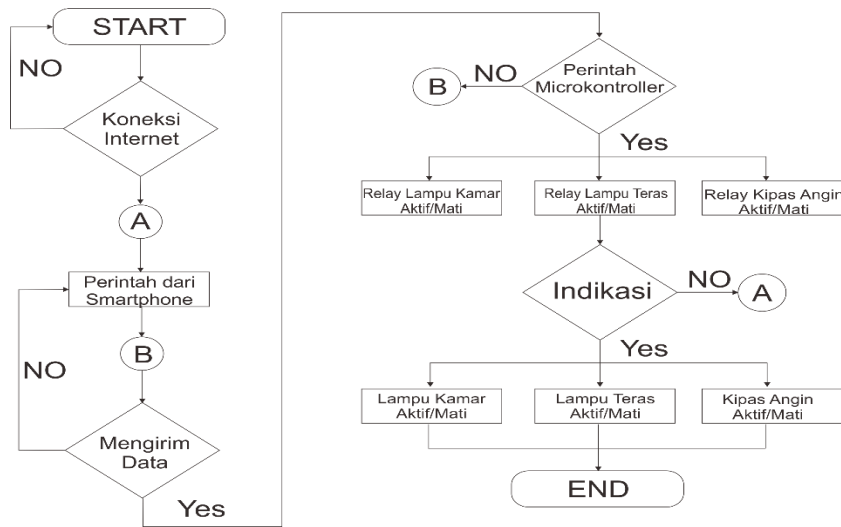 START
NO
Koneksi
Internet
A
Perintah dari
Smartphone
B
NO
Mengirim
Data
Yes
Perintah
Microkontroller
NO
B
Yes
Relay Lampu Kamar
Aktif/Mati
Relay Lampu Teras
Aktif/Mati
Relay Kipas Angin
Aktif/Mati
Indikasi
NO
A
Yes
Lampu Kamar
Aktif/Mati
Lampu Teras
Aktif/Mati
Kipas Angin
Aktif/Mati
END